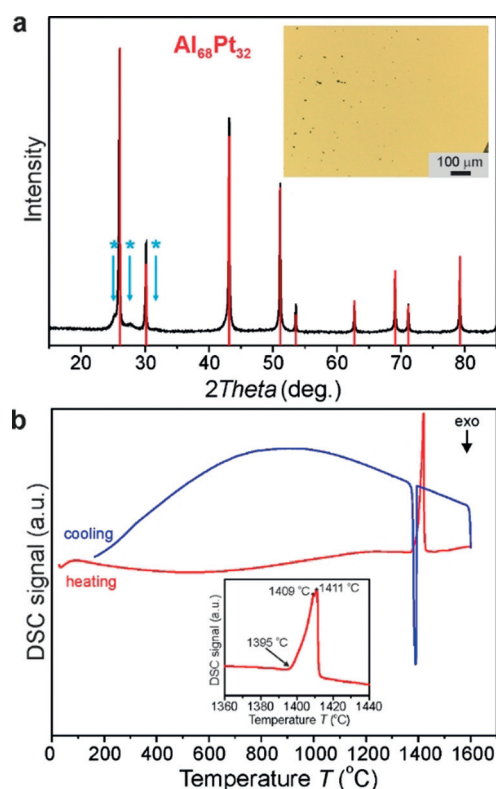 a
Al68Pt32
100 μm
Intensity
* * *
20 30 40 50 60 70 80
2Theta (deg.)
b
exo
cooling
heating
DSC signal (a.u.)
1409 °C
1411 °C
1395 °C
DSC signal (a.u.)
1360 1380 1400 1420 1440
Temperature T (°C)
0 200 400 600 800 1000 1200 1400 1600
Temperature T (°C)